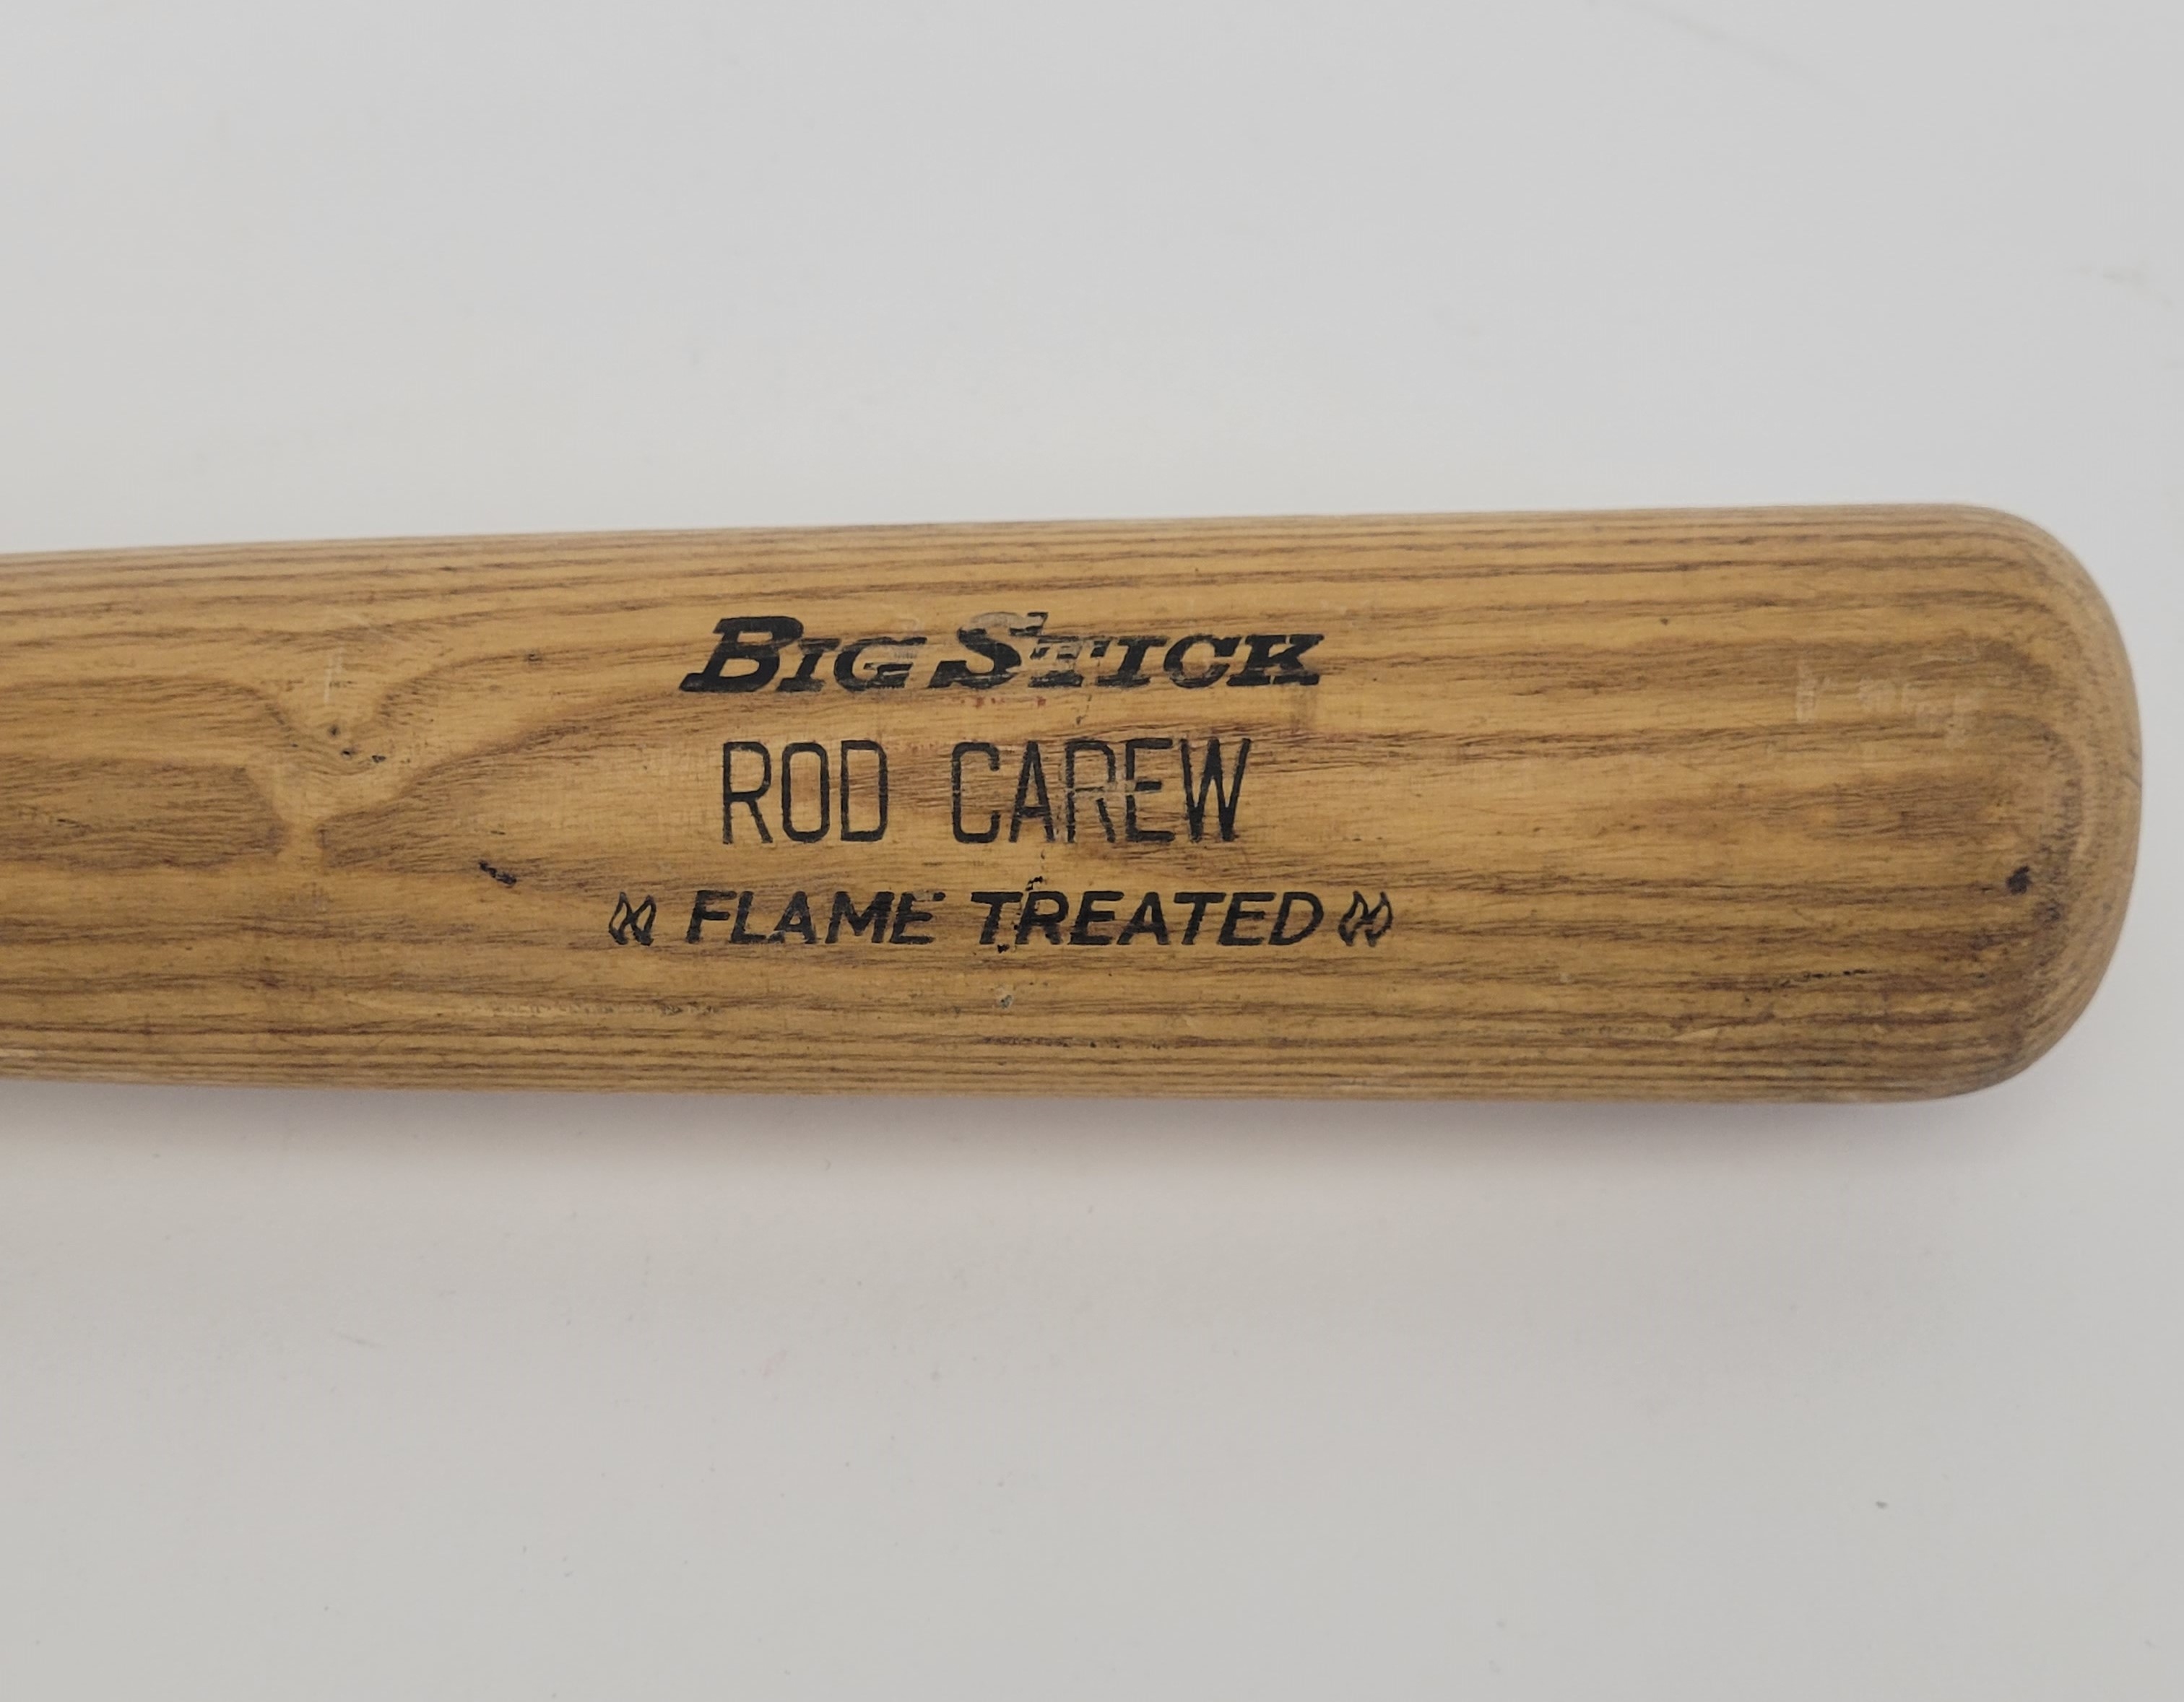 BIG STICK
ROD CAREW
FLAME TREATED